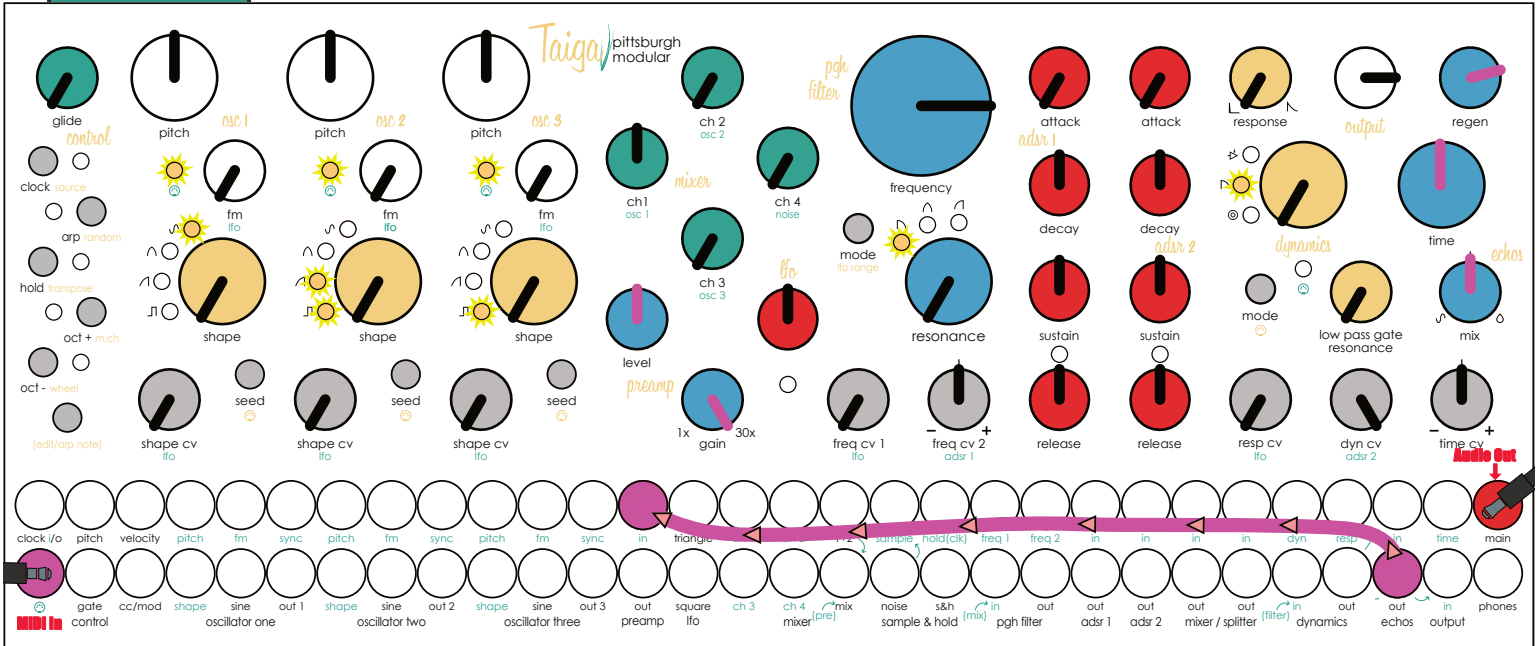 Taiga pittsburgh
modular
glide
pitch
osc 1
pitch
osc 2
pitch
osc 3
ch 2
osc 2
pgh
filter
attack
attack
response
output
regen
control
clock source
arp random
hold transpose
oct + m.ch
oct - wheel
(edit/arp note)
fm
lfo
fm
lfo
fm
lfo
shape
shape
shape
seed
seed
seed
shape cv
lfo
shape cv
lfo
shape cv
lfo
ch1
osc 1
mixer
ch 4
noise
ch 3
osc 3
lfo
level
preamp
1x
30x
gain
frequency
mode
lfo range
resonance
freq cv 1
lfo
- +
freq cv 2
adsr 1
adsr 1
decay
decay
adsr 2
sustain
sustain
release
release
dynamics
mode
low pass gate
resonance
resp cv
lfo
dyn cv
adsr 2
time
echos
mix
- +
time cv
Audio Out
clock i/o pitch velocity pitch fm sync pitch fm sync pitch fm sync in triangle sample hold(clk) freq 1 freq 2 in in in in dyn resp in time main
gate cc/mod shape sine out 1 shape sine out 2 shape sine out 3 out square ch 3 ch 4 mix noise s&h in out out out out out in out out in phones
MIDI In control oscillator one oscillator two oscillator three preamp lfo mixer (pre) sample & hold (mix) pgh filter adsr 1 adsr 2 mixer / splitter (filter) dynamics echos output